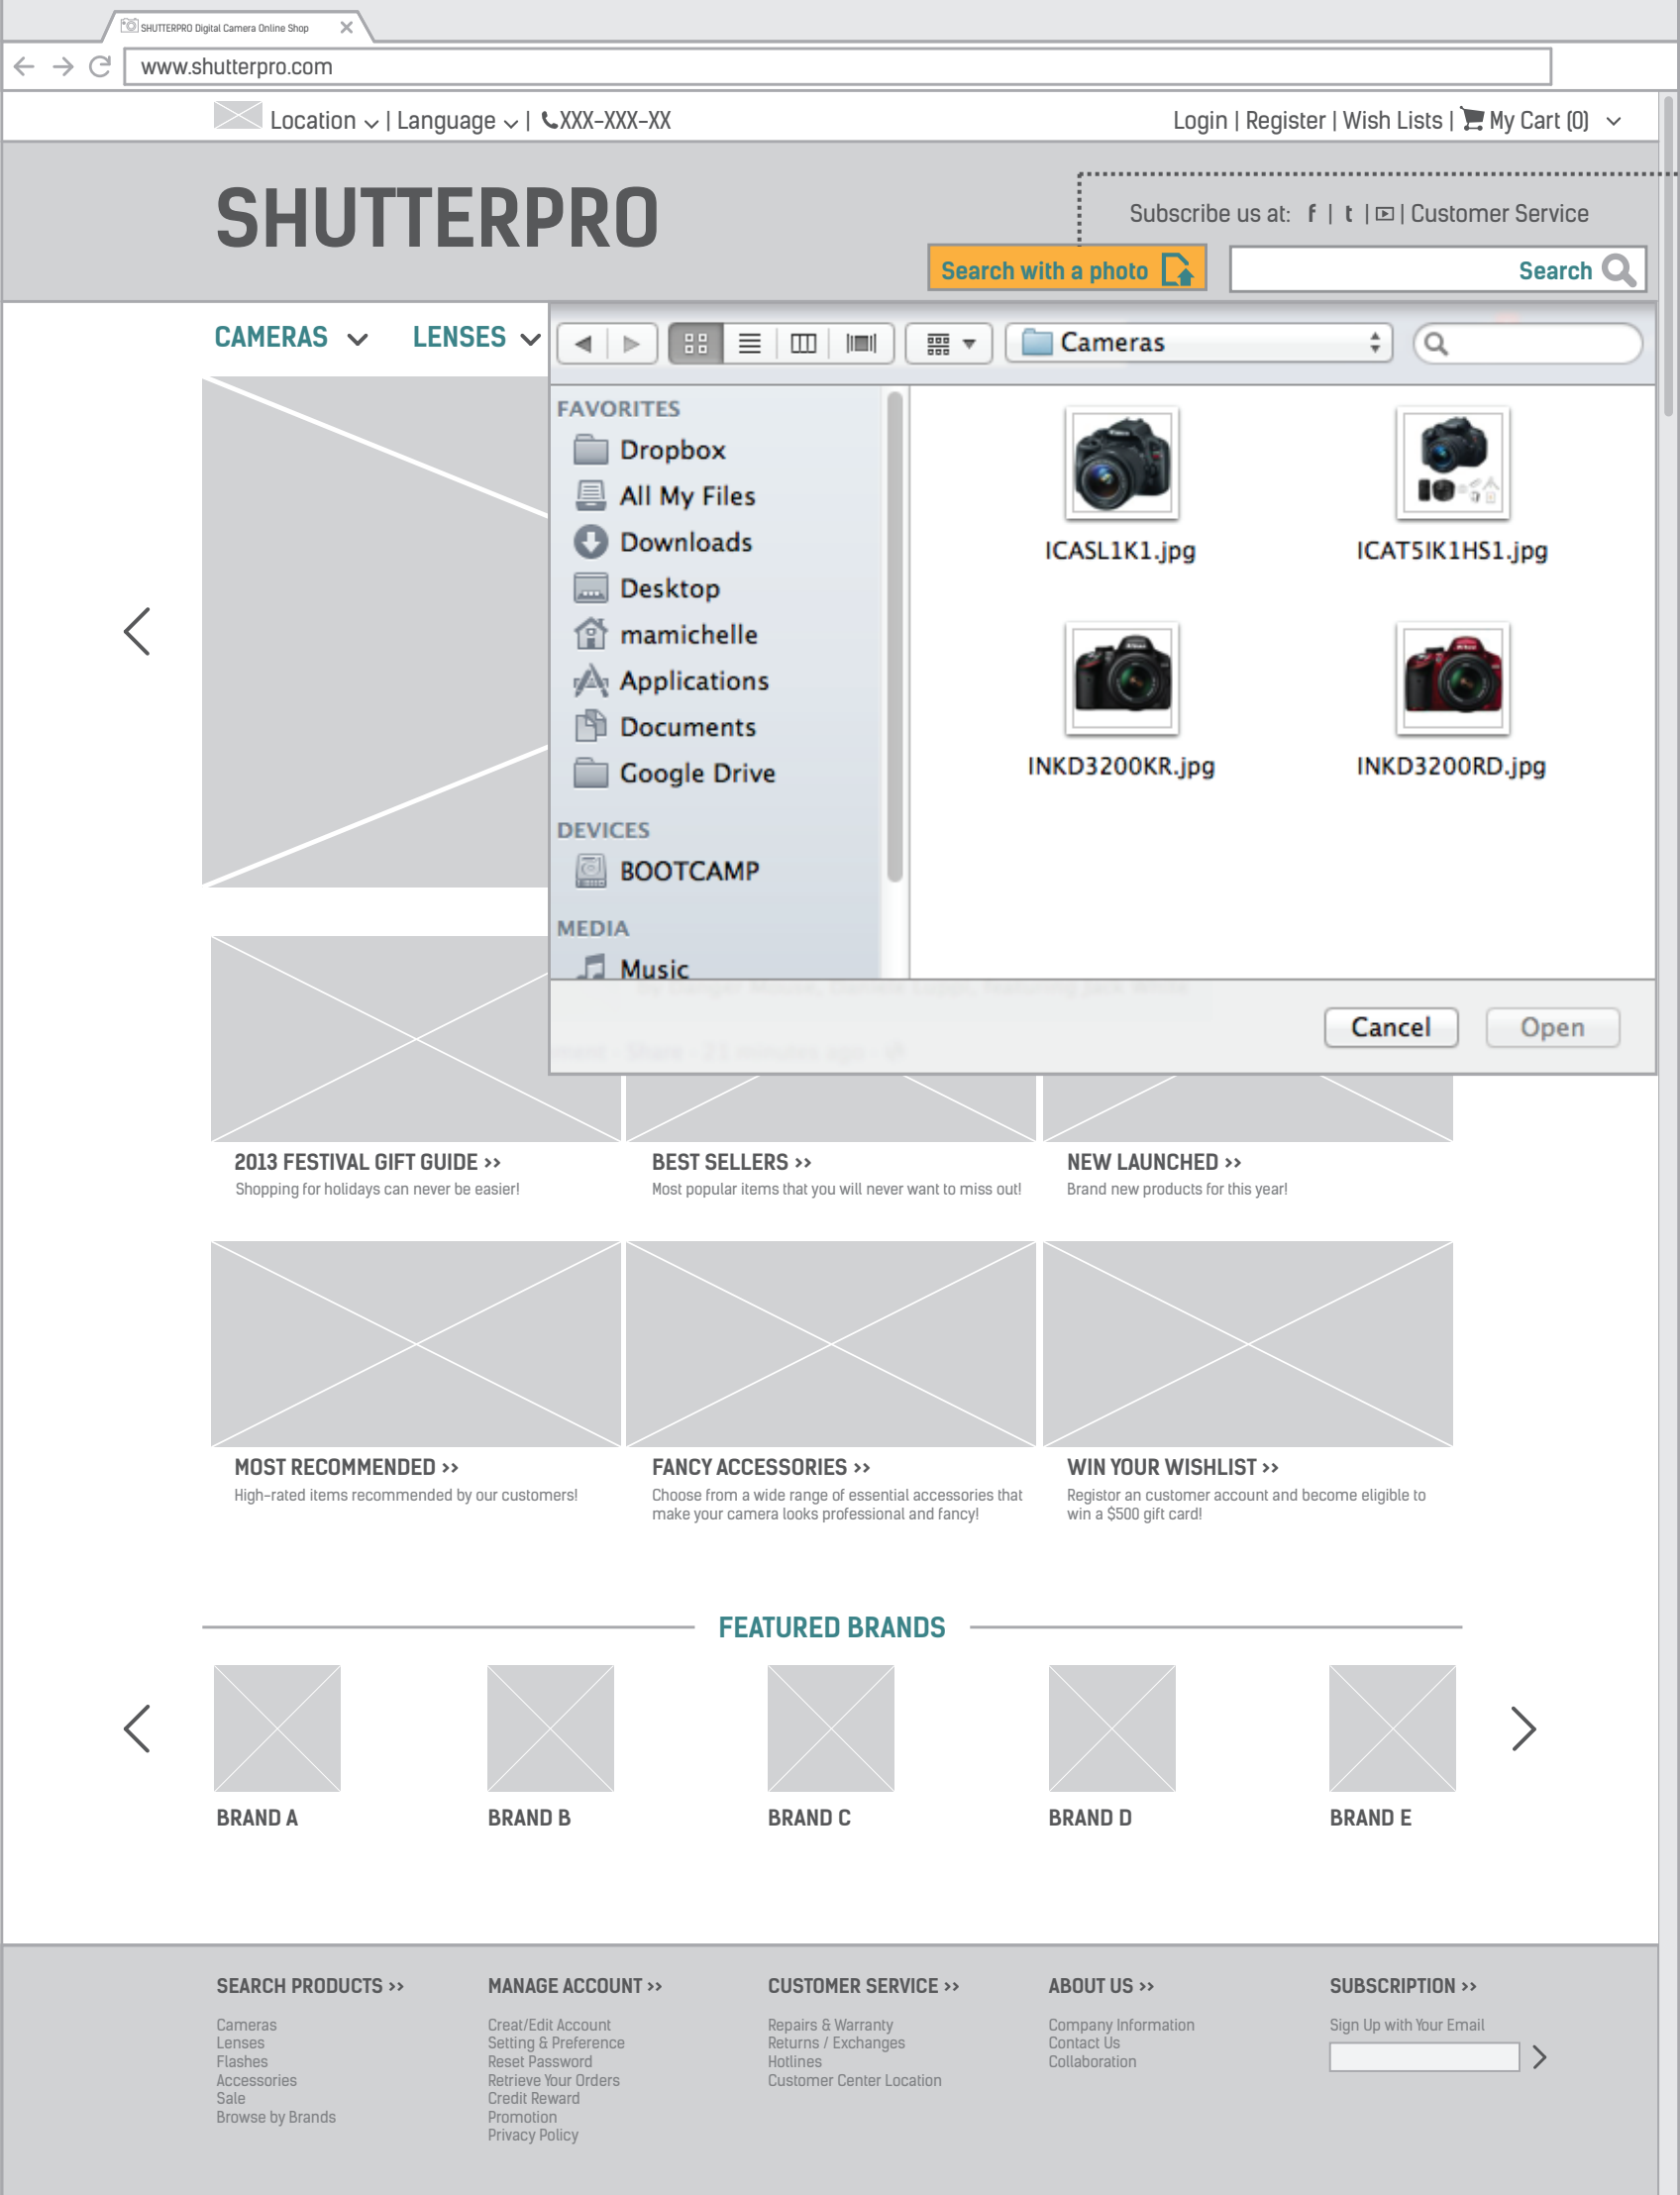 SHUTTERPRO Digital Camera Online Shop
www.shutterpro.com
Location | Language | XXX-XXX-XX
Login | Register | Wish Lists | My Cart (0)
SHUTTERPRO
Subscribe us at: f | t | | Customer Service
Search with a photo
Search
CAMERAS
LENSES
Cameras
FAVORITES
Dropbox
All My Files
Downloads
Desktop
mamichelle
Applications
Documents
Google Drive
DEVICES
BOOTCAMP
MEDIA
Music
ICASL1K1.jpg
ICAT5IK1HS1.jpg
INKD3200KR.jpg
INKD3200RD.jpg
Cancel
Open
2013 FESTIVAL GIFT GUIDE >>
Shopping for holidays can never be easier!
BEST SELLERS >>
Most popular items that you will never want to miss out!
NEW LAUNCHED >>
Brand new products for this year!
MOST RECOMMENDED >>
High-rated items recommended by our customers!
FANCY ACCESSORIES >>
Choose from a wide range of essential accessories that
make your camera looks professional and fancy!
WIN YOUR WISHLIST >>
Registor an customer account and become eligible to
win a $500 gift card!
FEATURED BRANDS
BRAND A
BRAND B
BRAND C
BRAND D
BRAND E
SEARCH PRODUCTS >>
Cameras
Lenses
Flashes
Accessories
Sale
Browse by Brands
MANAGE ACCOUNT >>
Creat/Edit Account
Setting & Preference
Reset Password
Retrieve Your Orders
Credit Reward
Promotion
Privacy Policy
CUSTOMER SERVICE >>
Repairs & Warranty
Returns / Exchanges
Hotlines
Customer Center Location
ABOUT US >>
Company Information
Contact Us
Collaboration
SUBSCRIPTION >>
Sign Up with Your Email